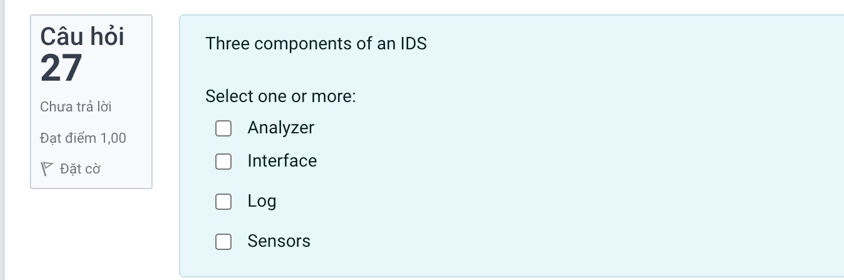 Câu hỏi
27
Chưa trả lời
Đạt điểm 1,00
Đặt cờ
Three components of an IDS
Select one or more:
Analyzer
Interface
Log
Sensors